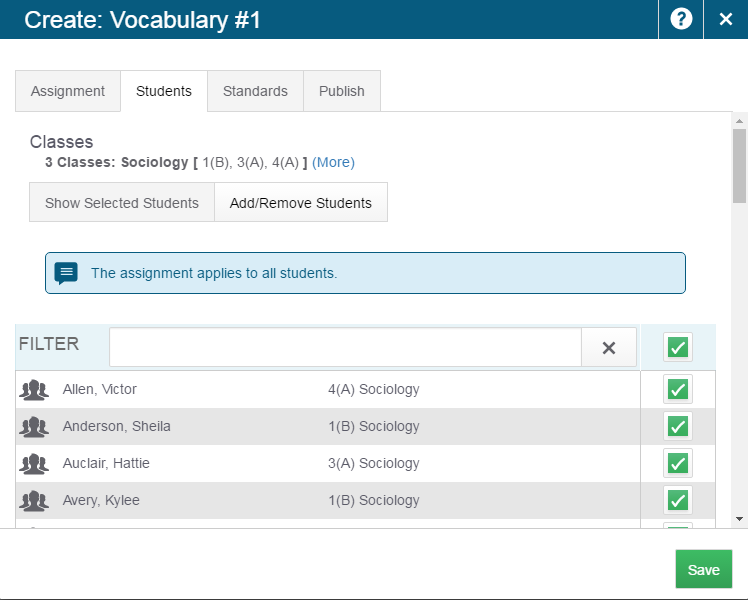 Create: Vocabulary #1
?
Assignment Students Standards Publish
Classes
3 Classes: Sociology [ 1(B), 3(A), 4(A) ] (More)
Show Selected Students Add/Remove Students
The assignment applies to all students.
FILTER
Allen, Victor 4(A) Sociology
Anderson, Sheila 1(B) Sociology
Auclair, Hattie 3(A) Sociology
Avery, Kylee 1(B) Sociology
Save